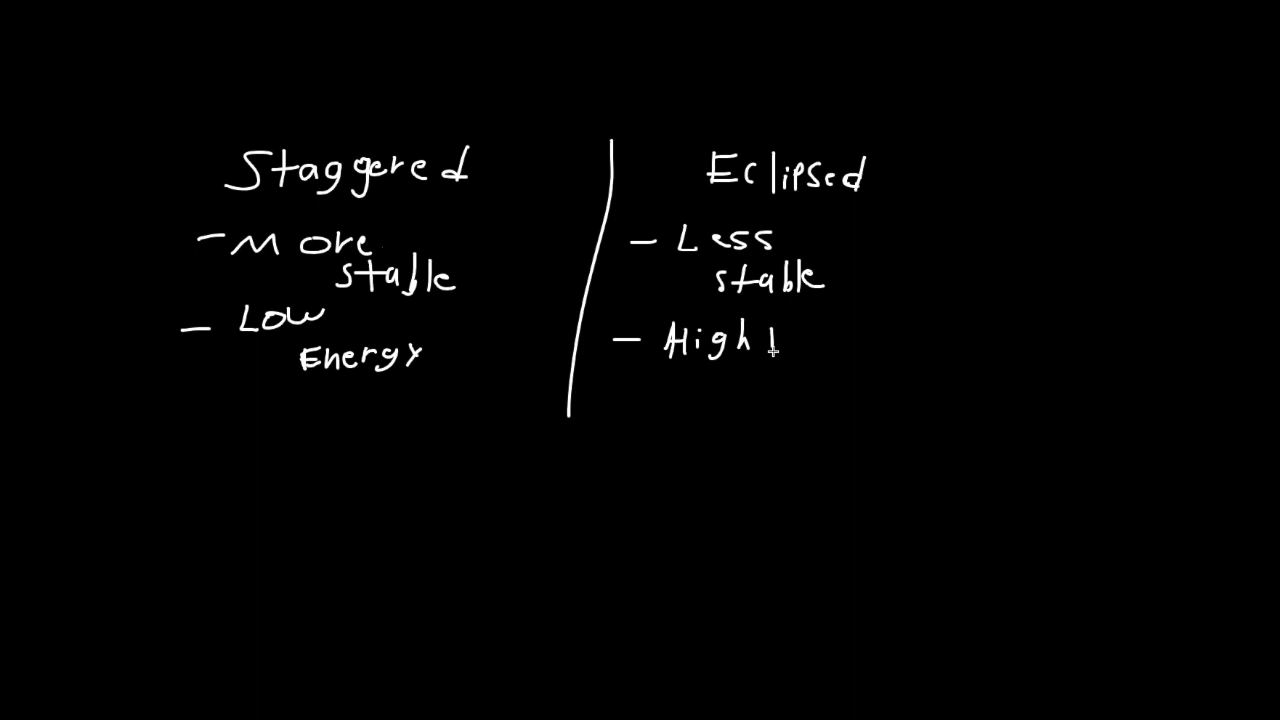 Staggered
- More
stable
- Low
Energy
Eclipsed
- Less
stable
- High